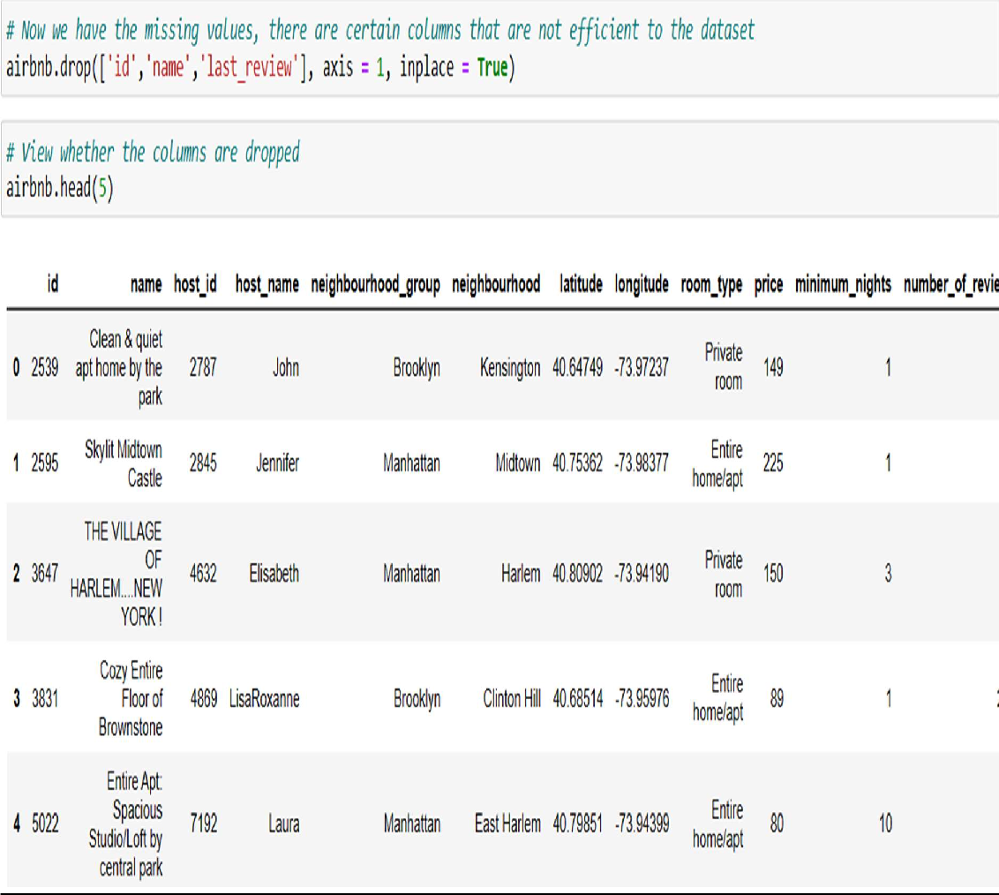 # Now we have the missing values, there are certain columns that are not efficient to the dataset
airbnb.drop(['id','name','last_review'], axis = 1, inplace = True)
# View whether the columns are dropped
airbnb.head(5)
id name host_id host_name neighbourhood_group neighbourhood latitude longitude room_type price minimum_nights number_of_revie
0 2539 Clean & quiet apt home by the park 2787 John Brooklyn Kensington 40.64749 -73.97237 Private room 149 1
1 2595 Skylit Midtown Castle 2845 Jennifer Manhattan Midtown 40.75362 -73.98377 Entire home/apt 225 1
2 3647 THE VILLAGE OF HARLEM....NEW YORK ! 4632 Elisabeth Manhattan Harlem 40.80902 -73.94190 Private room 150 3
3 3831 Cozy Entire Floor of Brownstone 4869 LisaRoxanne Brooklyn Clinton Hill 40.68514 -73.95976 Entire home/apt 89 1
4 5022 Entire Apt: Spacious Studio/Loft by central park 7192 Laura Manhattan East Harlem 40.79851 -73.94399 Entire home/apt 80 10